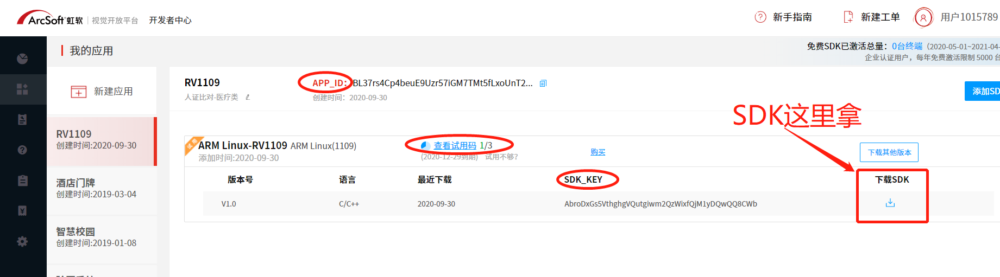 ArcSoft 虹软 视觉开放平台 开发者中心
新手指南 新建工单 用户1015789
我的应用
免费SDK已激活总量：0台终端（2020-05-01~2021-04-
企业认证用户，每年免费激活限制 5000 台
新建应用
RV1109
创建时间:2020-09-30
酒店门牌
创建时间:2019-03-04
智慧校园
创建时间:2019-01-08
RV1109
人证比对-医疗类
APP_ID：BL37rs4Cp4beuE9Uzr57iGM7TMt5fLxoUnT2...
创建时间：2020-09-30
添加SD
SDK这里拿
试用
ARM Linux-RV1109 ARM Linux(1109)
添加时间:2020-09-30
查看试用码 1/3
(2020-12-29到期) 试用不够?
购买
下载其他版本
版本号 语言 最近下载 SDK_KEY 下载SDK
V1.0 C/C++ 2020-09-30 AbroDxGs5VthghgVQutgiwm2QzWixfQjM1yDQwQQ8CWb